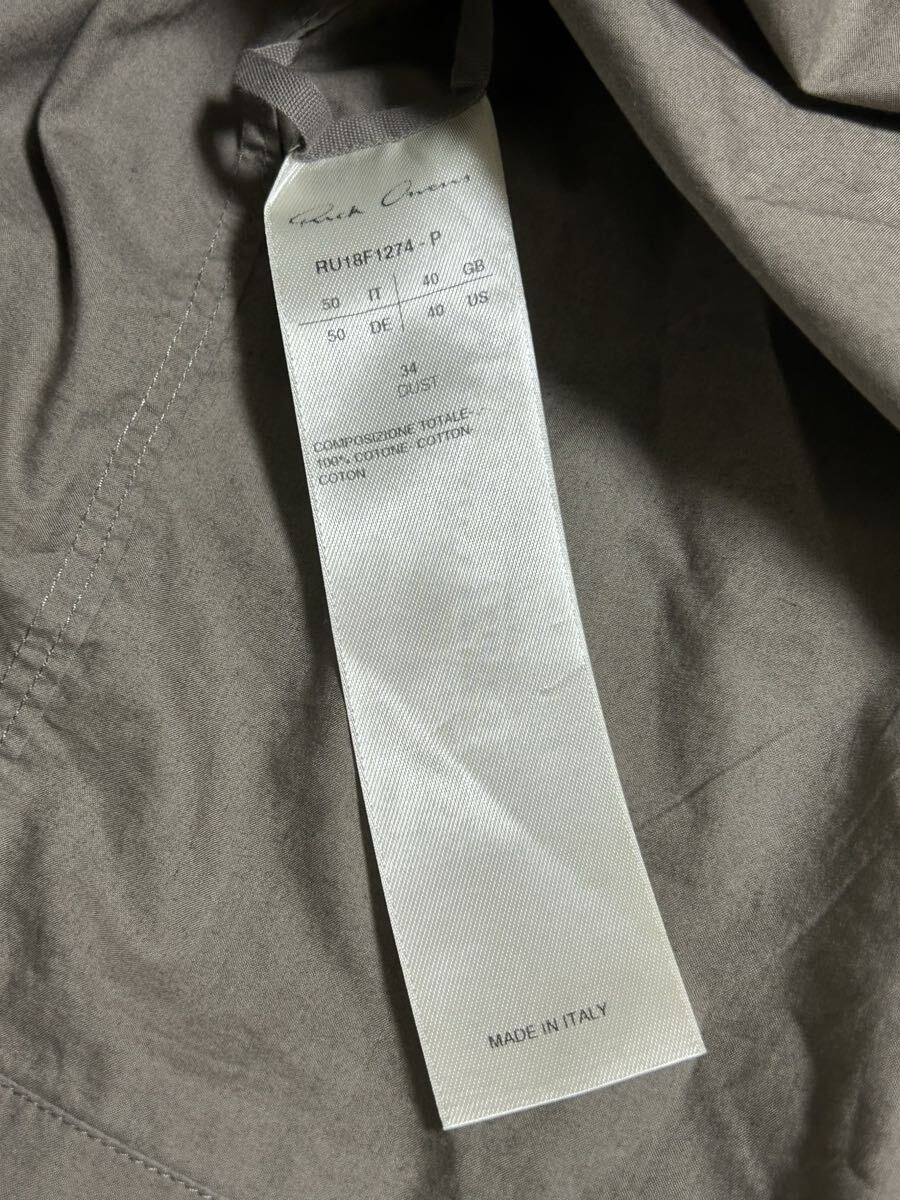 Rick Owens
RU18F1274 - P
50 IT 40 GB
50 DE 40 US
34
DUST
COMPOSIZIONE TOTALE-
100% COTONE COTTON
COTON
MADE IN ITALY